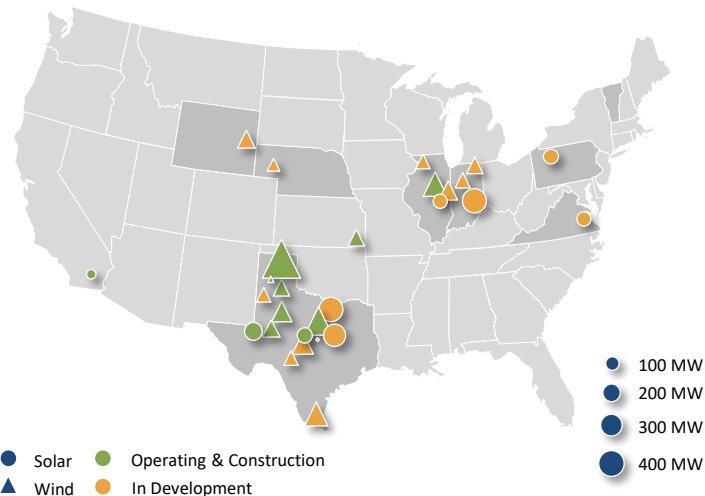 100 MW
200 MW
300 MW
400 MW
Solar
Operating & Construction
Wind
In Development